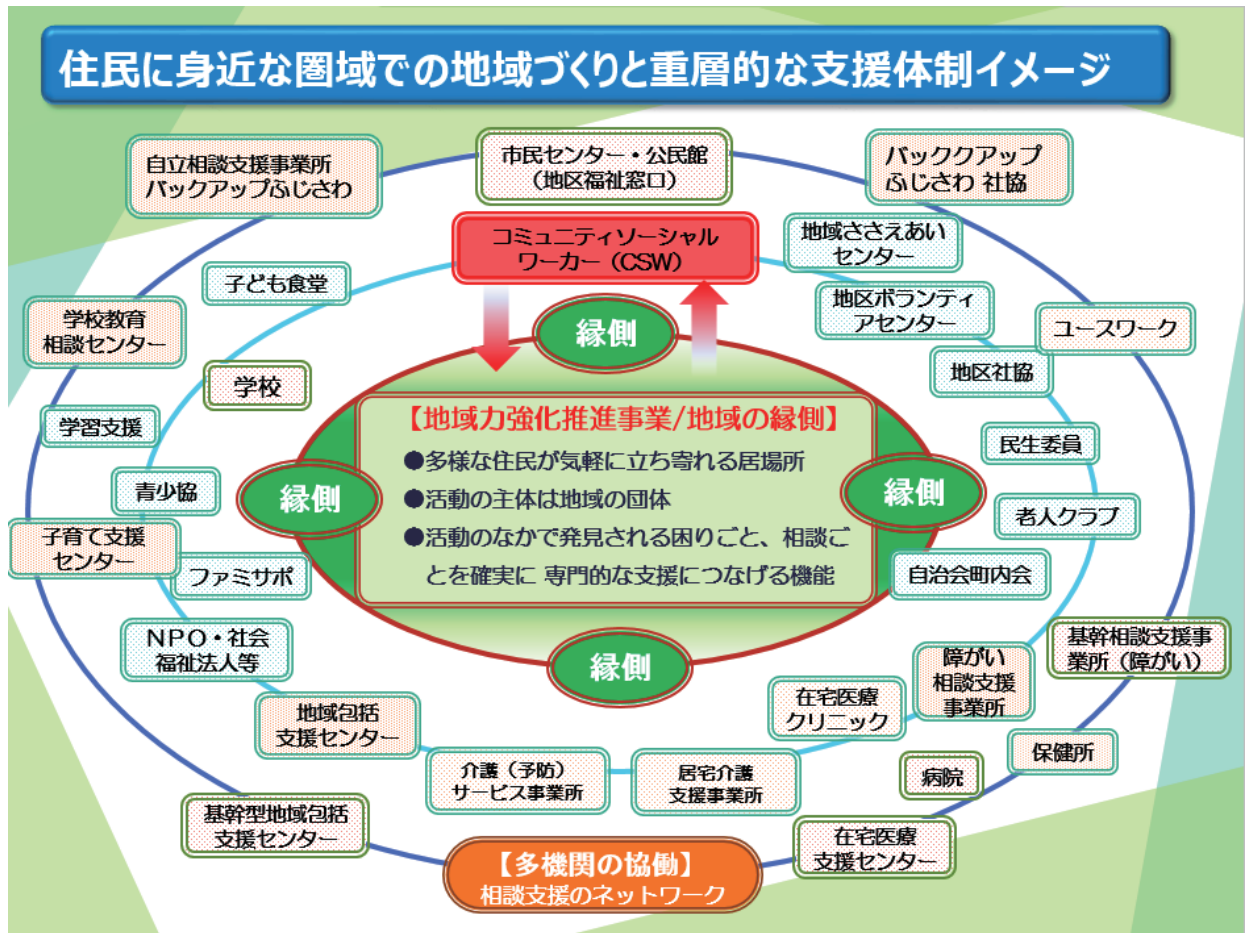 住民に身近な圏域での地域づくりと重層的な支援体制イメージ
自立相談支援事業所
バックアップふじさわ
市民センター・公民館
(地区福祉窓口)
バッククアップ
ふじさわ 社協
コミュニティソーシャル
ワーカー(CSW)
地域ささえあい
センター
子ども食堂
地区ボランティ
アセンター
学校教育
相談センター
ユースワーク
縁側
学校
地区社協
【地域力強化推進事業/地域の縁側】
●多様な住民が気軽に立ち寄れる居場所
●活動の主体は地域の団体
●活動のなかで発見される困りごと、相談ご
とを確実に 専門的な支援につなげる機能
学習支援
民生委員
青少協
縁側
縁側
老人クラブ
子育て支援
センター
ファミサポ
自治会町内会
NPO・社会
福祉法人等
縁側
基幹相談支援事
業所(障がい)
障がい
相談支援
事業所
地域包括
支援センター
在宅医療
クリニック
保健所
介護(予防)
サービス事業所
居宅介護
支援事業所
病院
基幹型地域包括
支援センター
在宅医療
支援センター
【多機関の協働】
相談支援のネットワーク